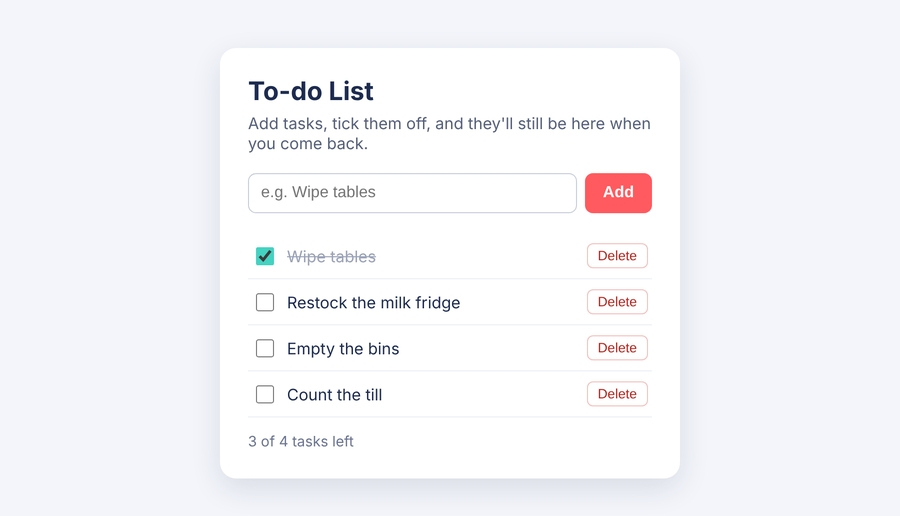 To-do List
Add tasks, tick them off, and they'll still be here when
you come back.
e.g. Wipe tables
Add
Wipe tables
Delete
Restock the milk fridge
Delete
Empty the bins
Delete
Count the till
Delete
3 of 4 tasks left